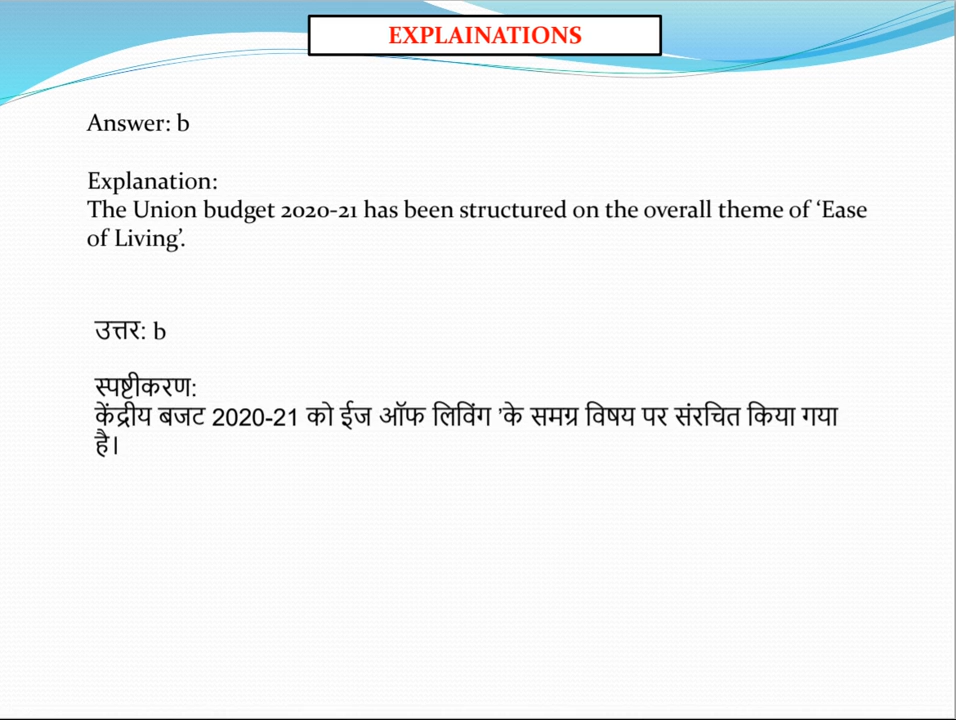 EXPLAINATIONS
Answer: b
Explanation:
The Union budget 2020-21 has been structured on the overall theme of ‘Ease
of Living’.
उत्तर: b
स्पष्टीकरण:
केंद्रीय बजट 2020-21 को ईज ऑफ लिविंग ’के समग्र विषय पर संरचित किया गया
है।